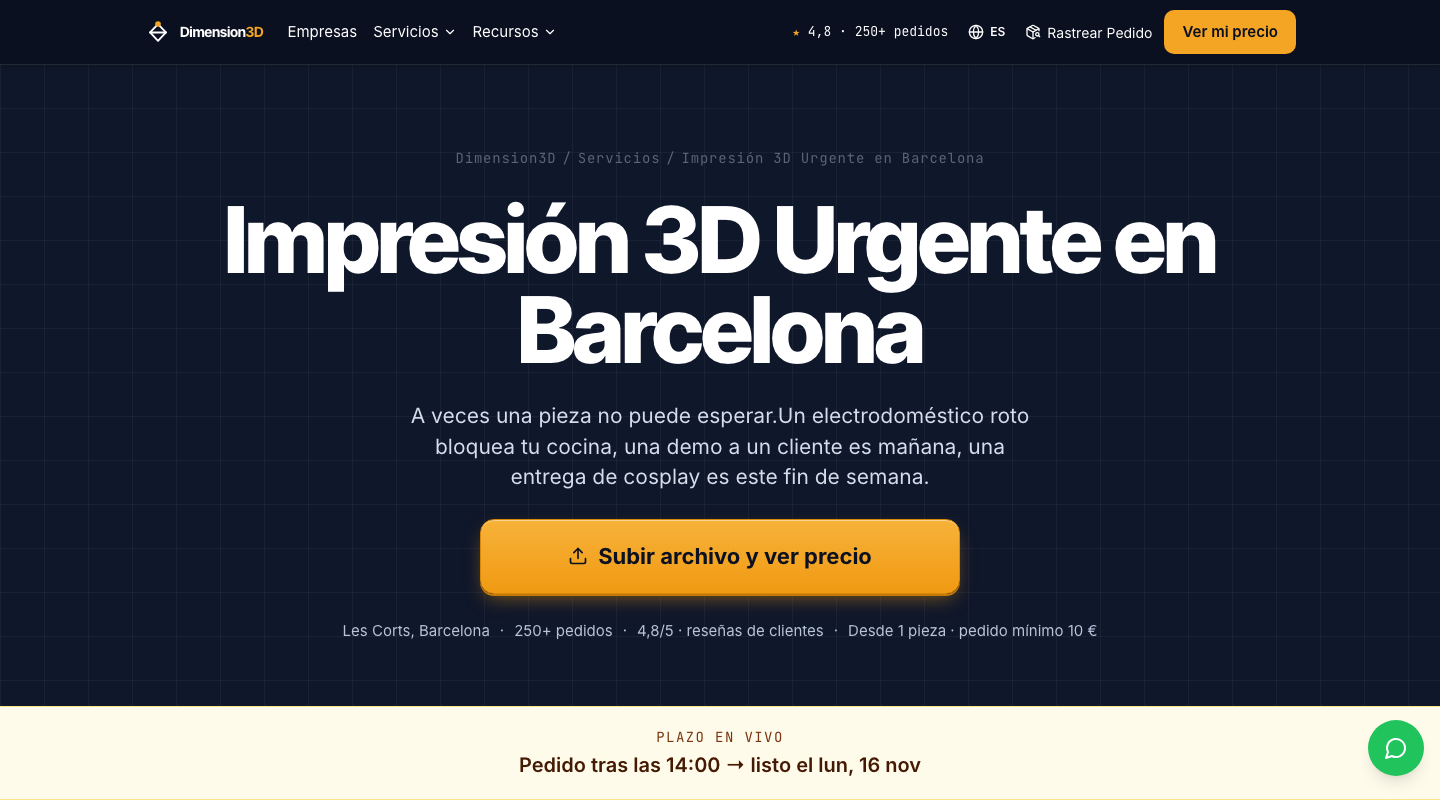 Dimension3D
Empresas
Servicios
Recursos
★ 4,8 · 250+ pedidos
ES
Rastrear Pedido
Ver mi precio
Dimension3D / Servicios / Impresión 3D Urgente en Barcelona
Impresión 3D Urgente en
Barcelona
A veces una pieza no puede esperar.Un electrodoméstico roto
bloquea tu cocina, una demo a un cliente es mañana, una
entrega de cosplay es este fin de semana.
Subir archivo y ver precio
Les Corts, Barcelona · 250+ pedidos · 4,8/5 · reseñas de clientes · Desde 1 pieza · pedido mínimo 10 €
PLAZO EN VIVO
Pedido tras las 14:00 → listo el lun, 16 nov